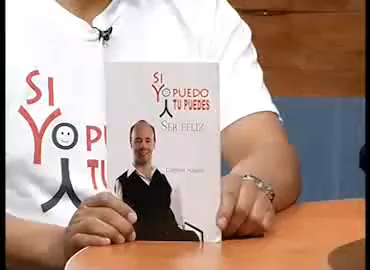 SI
YO PUEDO
Y TU PUEDES
SER FELIZ
SI
YO PU
Y TU